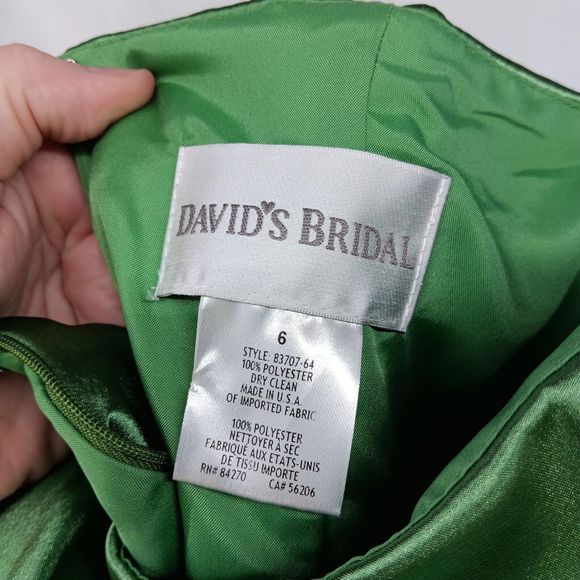 DAVID'S BRIDAL
6
STYLE: 83707-64
100% POLYESTER
DRY CLEAN
MADE IN U.S.A.
OF IMPORTED FABRIC
100% POLYESTER
NETTOYER À SEC
FABRIQUE AUX ETATS-UNIS
DE TISSU IMPORTE
RN# 84270 CA# 56206